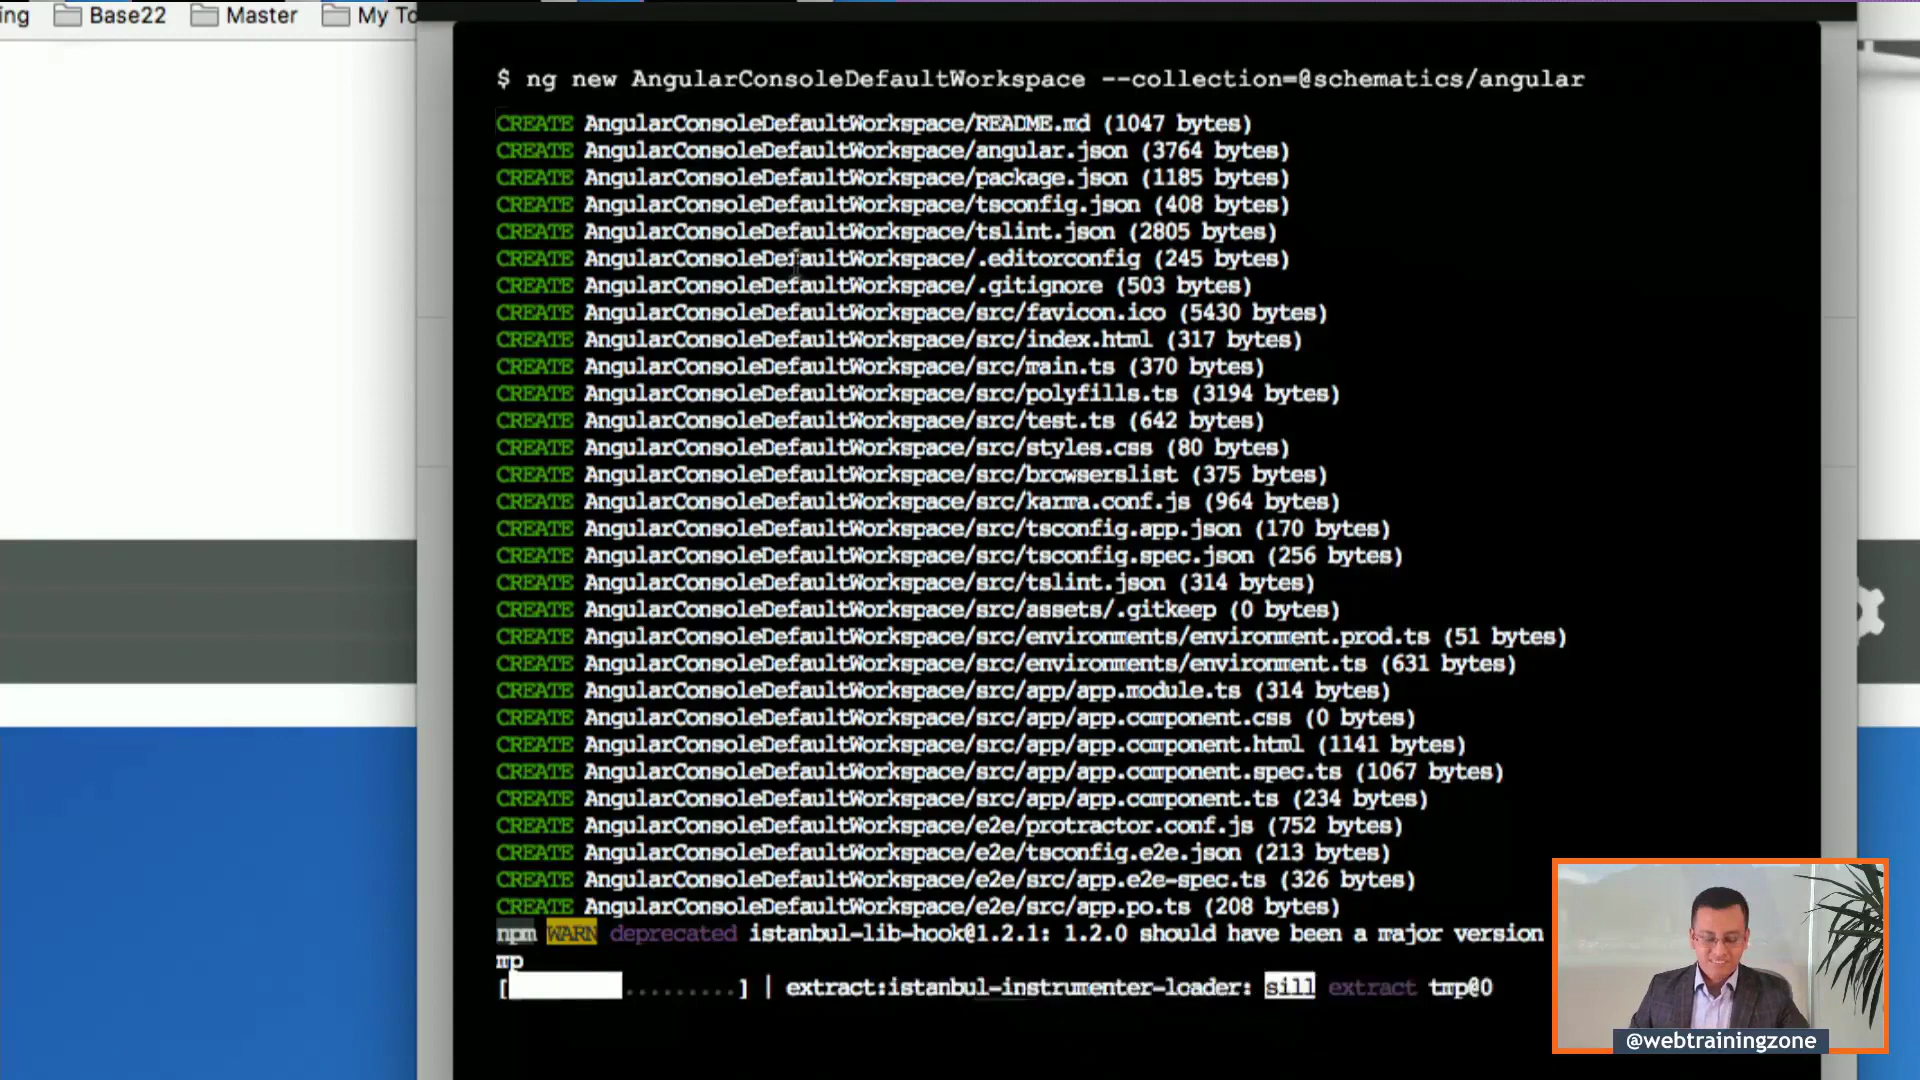 ing Base22 Master My To
$ ng new AngularConsoleDefaultWorkspace --collection=@schematics/angular
CREATE AngularConsoleDefaultWorkspace/README.md (1047 bytes)
CREATE AngularConsoleDefaultWorkspace/angular.json (3764 bytes)
CREATE AngularConsoleDefaultWorkspace/package.json (1185 bytes)
CREATE AngularConsoleDefaultWorkspace/tsconfig.json (408 bytes)
CREATE AngularConsoleDefaultWorkspace/tslint.json (2805 bytes)
CREATE AngularConsoleDefaultWorkspace/.editorconfig (245 bytes)
CREATE AngularConsoleDefaultWorkspace/.gitignore (503 bytes)
CREATE AngularConsoleDefaultWorkspace/src/favicon.ico (5430 bytes)
CREATE AngularConsoleDefaultWorkspace/src/index.html (317 bytes)
CREATE AngularConsoleDefaultWorkspace/src/main.ts (370 bytes)
CREATE AngularConsoleDefaultWorkspace/src/polyfills.ts (3194 bytes)
CREATE AngularConsoleDefaultWorkspace/src/test.ts (642 bytes)
CREATE AngularConsoleDefaultWorkspace/src/styles.css (80 bytes)
CREATE AngularConsoleDefaultWorkspace/src/browserslist (375 bytes)
CREATE AngularConsoleDefaultWorkspace/src/karma.conf.js (964 bytes)
CREATE AngularConsoleDefaultWorkspace/src/tsconfig.app.json (170 bytes)
CREATE AngularConsoleDefaultWorkspace/src/tsconfig.spec.json (256 bytes)
CREATE AngularConsoleDefaultWorkspace/src/tslint.json (314 bytes)
CREATE AngularConsoleDefaultWorkspace/src/assets/.gitkeep (0 bytes)
CREATE AngularConsoleDefaultWorkspace/src/environments/environment.prod.ts (51 bytes)
CREATE AngularConsoleDefaultWorkspace/src/environments/environment.ts (631 bytes)
CREATE AngularConsoleDefaultWorkspace/src/app/app.module.ts (314 bytes)
CREATE AngularConsoleDefaultWorkspace/src/app/app.component.css (0 bytes)
CREATE AngularConsoleDefaultWorkspace/src/app/app.component.html (1141 bytes)
CREATE AngularConsoleDefaultWorkspace/src/app/app.component.spec.ts (1067 bytes)
CREATE AngularConsoleDefaultWorkspace/src/app/app.component.ts (234 bytes)
CREATE AngularConsoleDefaultWorkspace/e2e/protractor.conf.js (752 bytes)
CREATE AngularConsoleDefaultWorkspace/e2e/tsconfig.e2e.json (213 bytes)
CREATE AngularConsoleDefaultWorkspace/e2e/src/app.e2e-spec.ts (326 bytes)
CREATE AngularConsoleDefaultWorkspace/e2e/src/app.po.ts (208 bytes)
npm WARN deprecated istanbul-lib-hook@1.2.1: 1.2.0 should have been a major version
mp
[ .........] | extract:istanbul-instrumenter-loader: sill extract tmp@0
@webtrainingzone